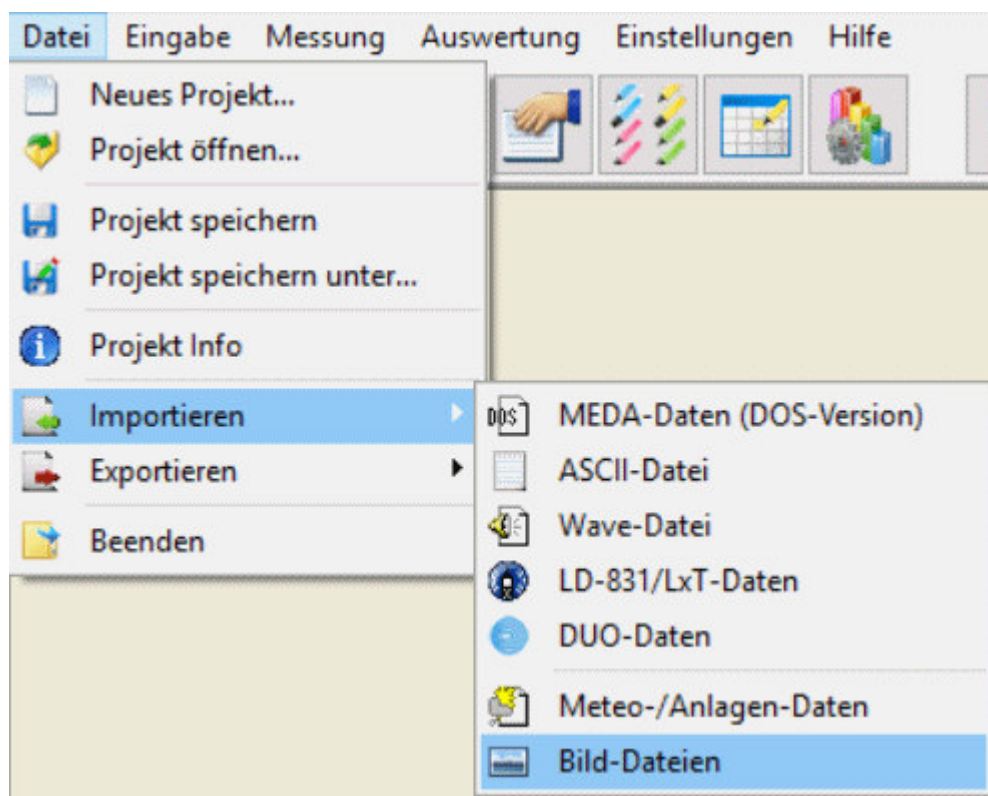 Datei Eingabe Messung Auswertung Einstellungen Hilfe
Neues Projekt...
Projekt öffnen...
Projekt speichern
Projekt speichern unter...
Projekt Info
Importieren
Exportieren
Beenden
DOS MEDA-Daten (DOS-Version)
ASCII-Datei
Wave-Datei
LD-831/LxT-Daten
DUO-Daten
Meteo-/Anlagen-Daten
Bild-Dateien